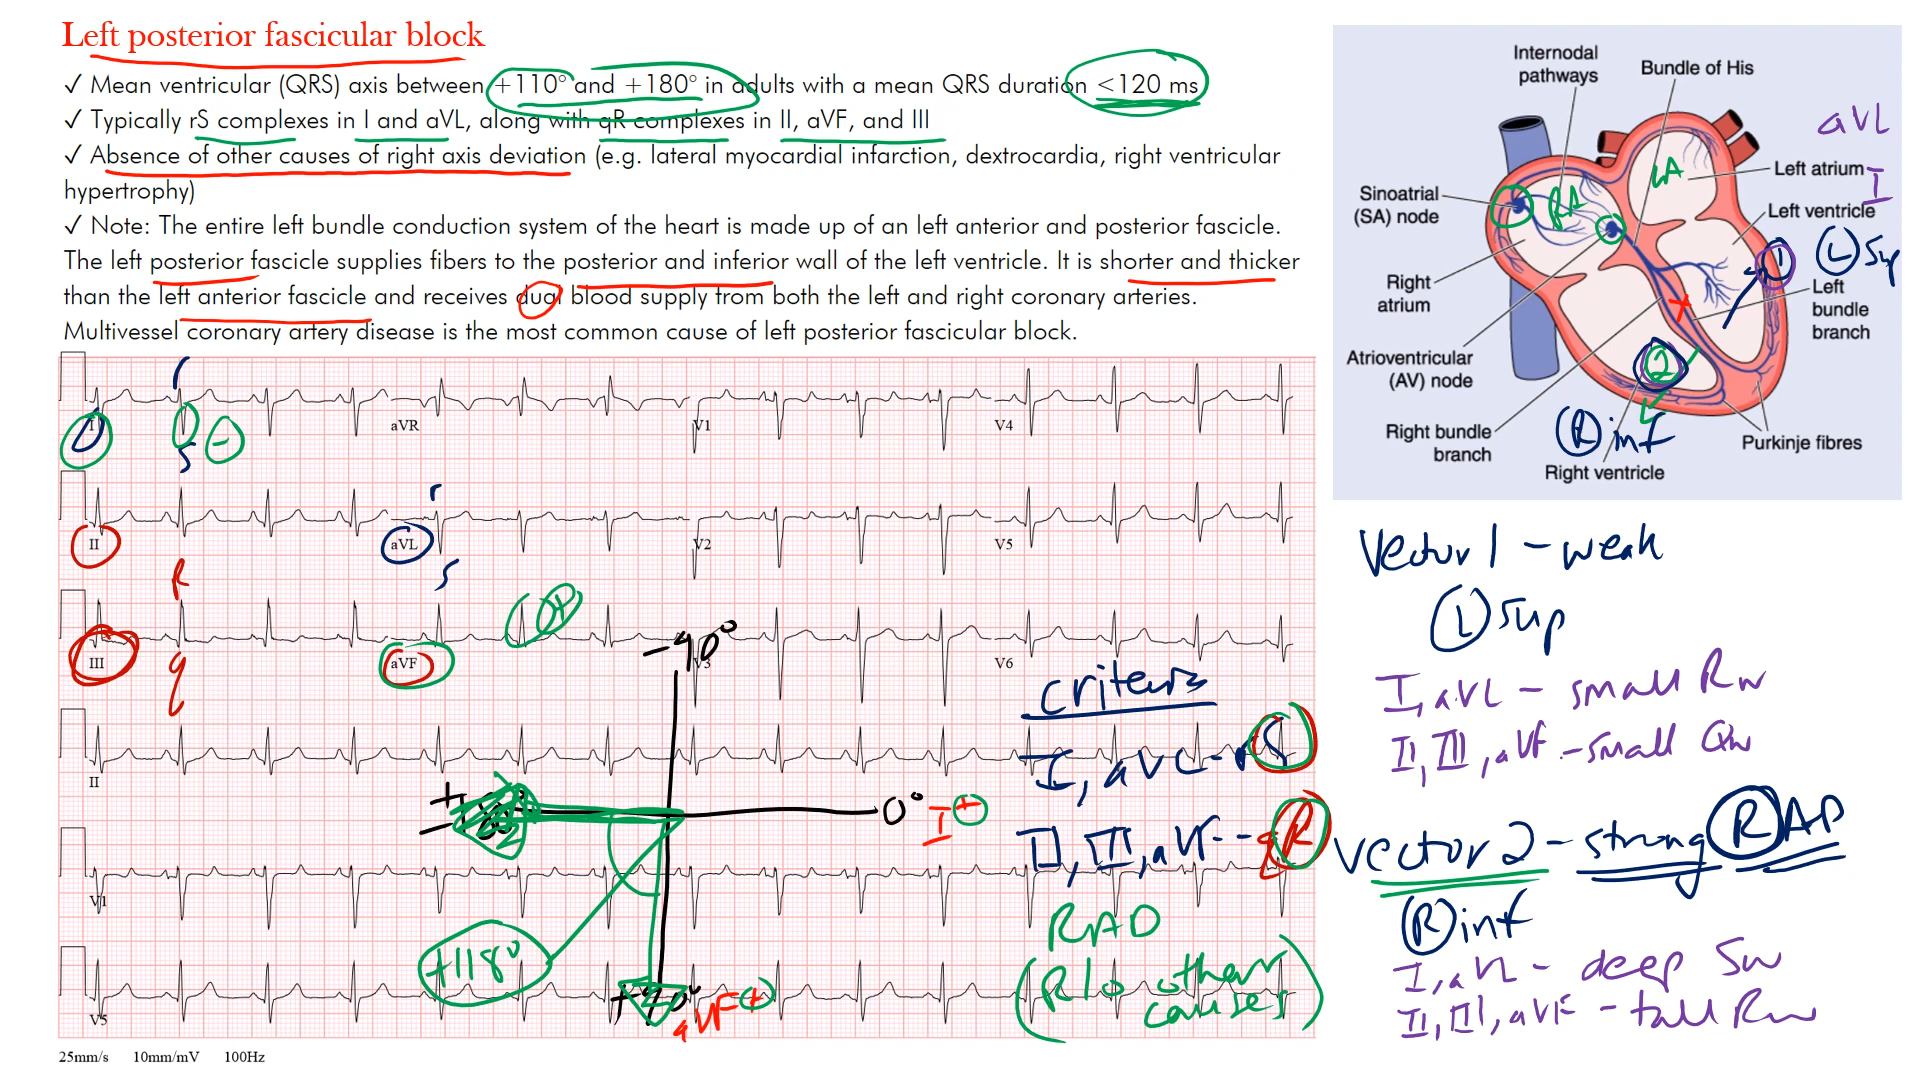 Left posterior fascicular block
✓ Mean ventricular (QRS) axis between +110° and +180° in adults with a mean QRS duration <120 ms
✓ Typically rS complexes in I and aVL, along with qR complexes in II, aVF, and III
✓ Absence of other causes of right axis deviation (e.g. lateral myocardial infarction, dextrocardia, right ventricular
hypertrophy)
✓ Note: The entire left bundle conduction system of the heart is made up of an left anterior and posterior fascicle.
The left posterior fascicle supplies fibers to the posterior and inferior wall of the left ventricle. It is shorter and thicker
than the left anterior fascicle and receives dual blood supply from both the left and right coronary arteries.
Multivessel coronary artery disease is the most common cause of left posterior fascicular block.
Internodal
pathways
Bundle of His
aVL
Left atrium
I
Left ventricle
Sinoatrial
(SA) node
RA
LA
1
L Sup
Right
atrium
Left
bundle
branch
Atrioventricular
(AV) node
2
R inf
Right bundle
branch
Purkinje fibres
Right ventricle
r
I
S
-
aVR
V1
V4
II
r
aVL
S
V2
V5
R
III
q
aVF
-90°
V3
V6
II
0°
I +
V1
+118°
+90°
aVF +
V5
criteria
I, aVL - rS
II, III, aVF - qR
RAD
(R/o other
causes)
Vector 1 - weak
L Sup
I, aVL - small Rw
II, III, aVF - small Qw
vector 2 - strong RAD
R inf
I, aVL - deep Sw
II, III, aVF - tall Rw
25mm/s 10mm/mV 100Hz